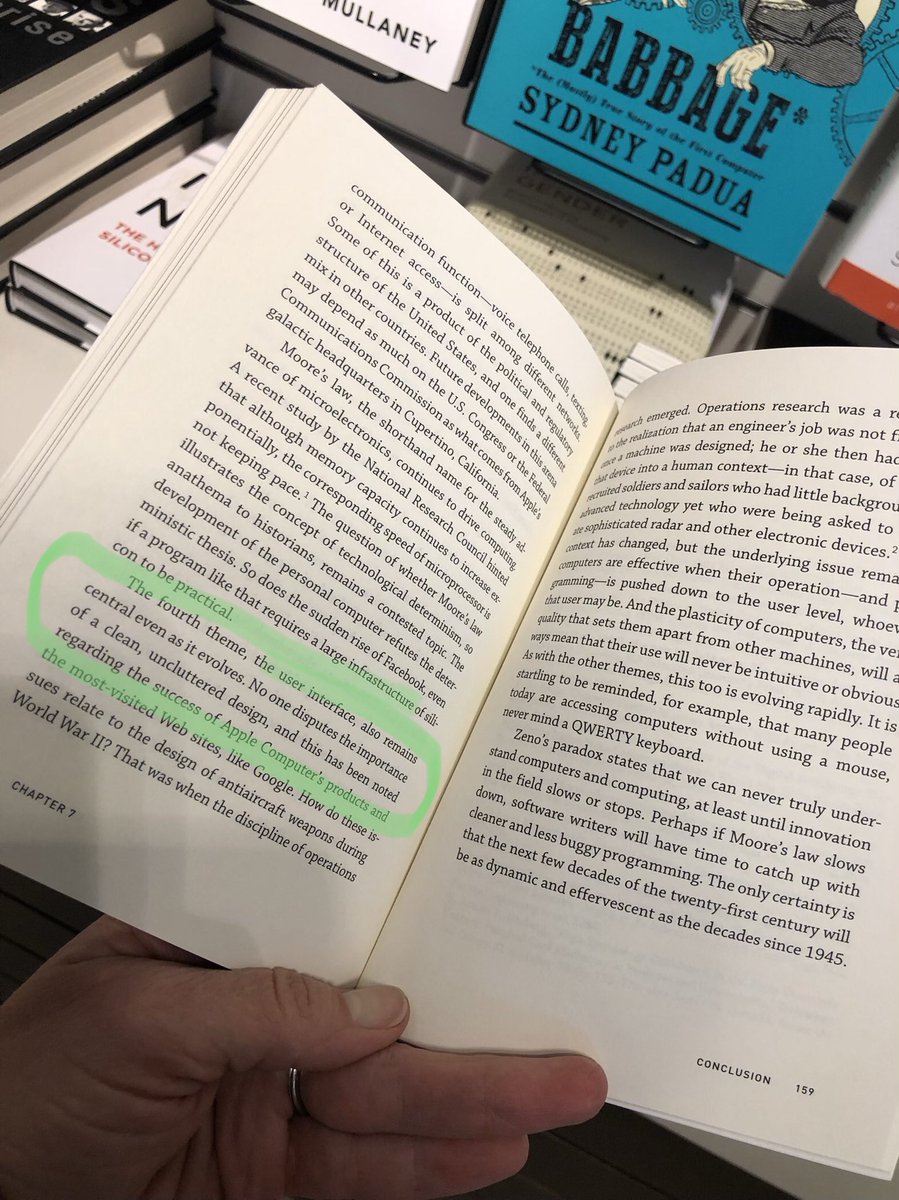 MULLANEY
rise
BABBAGE*
"The (Mostly) True Story of the First Computer
SYDNEY PADUA
GENDER
N
THE
SILICO
communication function—voice telephone calls, texting,
or Internet access—is split among different networks.
Some of this is a product of the political and regulatory
structure of the United States, and one finds a different
mix in other countries. Future developments in this arena
may depend as much on the U.S. Congress or the Federal
Communications Commission as what comes from Apple's
galactic headquarters in Cupertino, California.
Moore's law, the shorthand name for the steady ad-
vance of microelectronics, continues to drive computing.
A recent study by the National Research Council hinted
that although memory capacity continues to increase ex-
ponentially, the corresponding speed of microprocessor is
not keeping pace.1 The question of whether Moore's law
illustrates the concept of technological determinism, so
anathema to historians, remains a contested topic. The
development of the personal computer refutes the deter-
ministic thesis. So does the sudden rise of Facebook, even
if a program like that requires a large infrastructure of sili-
con to be practical.
The fourth theme, the user interface, also remains
central even as it evolves. No one disputes the importance
of a clean, uncluttered design, and this has been noted
regarding the success of Apple Computer's products and
the most-visited Web sites, like Google. How do these is-
sues relate to the design of antiaircraft weapons during
World War II? That was when the discipline of operations
CHAPTER 7
research emerged. Operations research was a re
to the realization that an engineer's job was not fi
once a machine was designed; he or she then had
that device into a human context—in that case, of
recruited soldiers and sailors who had little backgrou
advanced technology yet who were being asked to
ate sophisticated radar and other electronic devices.2
context has changed, but the underlying issue rema
computers are effective when their operation—and p
gramming—is pushed down to the user level, whoev
that user may be. And the plasticity of computers, the ve
quality that sets them apart from other machines, will a
ways mean that their use will never be intuitive or obvious
As with the other themes, this too is evolving rapidly. It is
startling to be reminded, for example, that many people
today are accessing computers without using a mouse,
never mind a QWERTY keyboard.
Zeno's paradox states that we can never truly under-
stand computers and computing, at least until innovation
in the field slows or stops. Perhaps if Moore's law slows
down, software writers will have time to catch up with
cleaner and less buggy programming. The only certainty is
that the next few decades of the twenty-first century will
be as dynamic and effervescent as the decades since 1945.
CONCLUSION 159